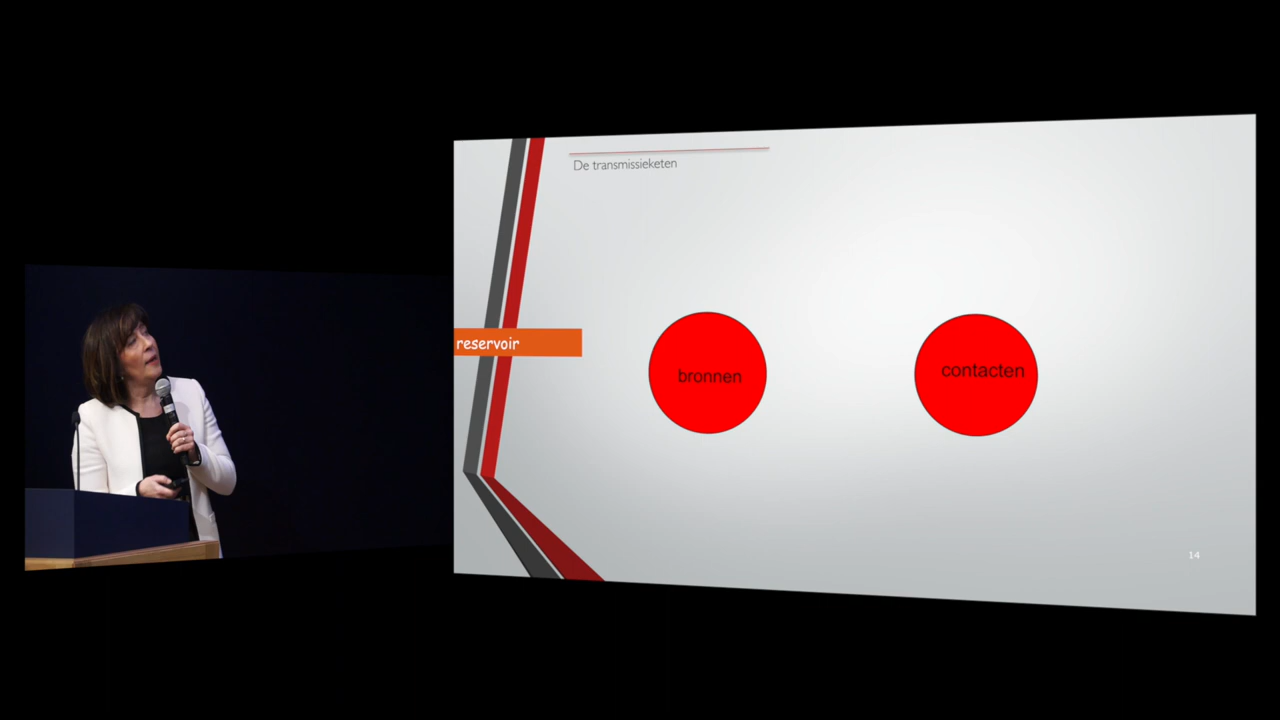 De transmissieketen
reservoir
bronnen
contacten
14